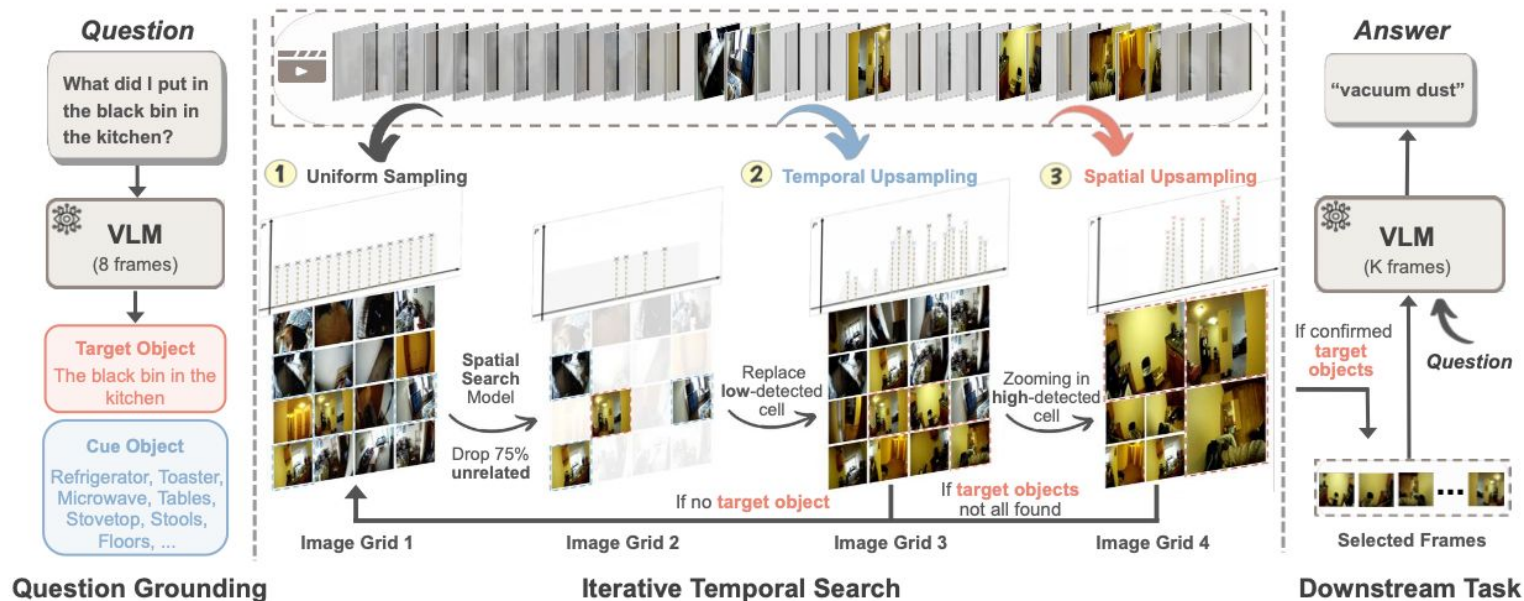 Question
What did I put in
the black bin in
the kitchen?
VLM
(8 frames)
Target Object
The black bin in the
kitchen
Cue Object
Refrigerator, Toaster,
Microwave, Tables,
Stovetop, Stools,
Floors, ...
Question Grounding
1 Uniform Sampling
2 Temporal Upsampling
3 Spatial Upsampling
Spatial
Search
Model
Drop 75%
unrelated
Replace
low-detected
cell
Zooming in
high-detected
cell
If no target object
If target objects
not all found
Image Grid 1
Image Grid 2
Image Grid 3
Image Grid 4
Iterative Temporal Search
Answer
“vacuum dust”
VLM
(K frames)
If confirmed
target
objects
Question
...
Selected Frames
Downstream Task